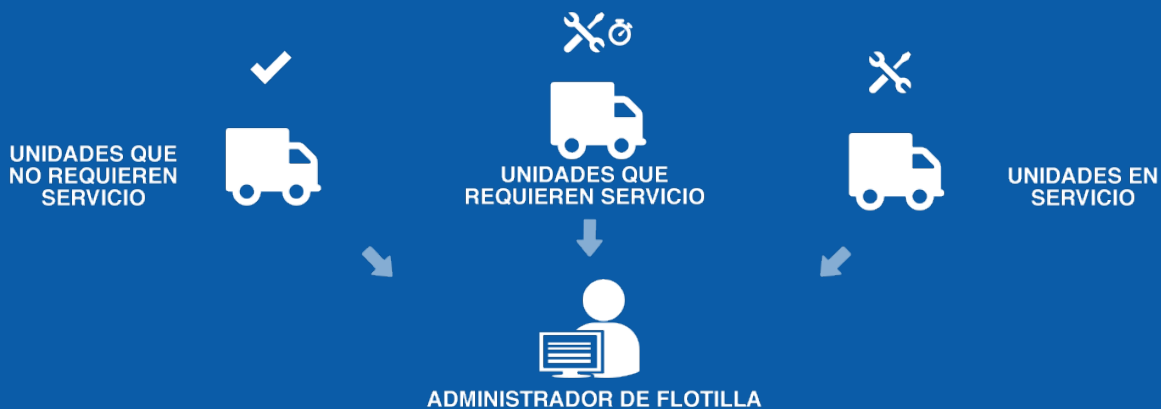 UNIDADES QUE
NO REQUIEREN
SERVICIO
UNIDADES QUE
REQUIEREN SERVICIO
UNIDADES EN
SERVICIO
ADMINISTRADOR DE FLOTILLA